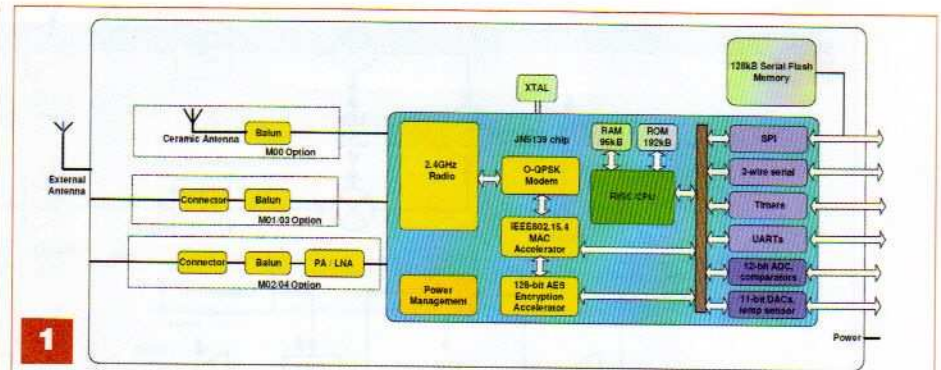 128kB Serial Flash
Memory
XTAL
Ceramic Antenna
Balun
M00 Option
External
Antenna
Connector
Balun
M01/03 Option
Connector
Balun
PA / LNA
M02/04 Option
JN5139 chip
2.4GHz
Radio
O-QPSK
Modem
IEEE802.15.4
MAC
Accelerator
Power
Management
128-bit AES
Encryption
Accelerator
RAM
96kB
ROM
192kB
RISC CPU
SPI
2-wire serial
Timers
UARTs
12-bit ADC,
comparators
11-bit DACs,
temp sensor
Power
1